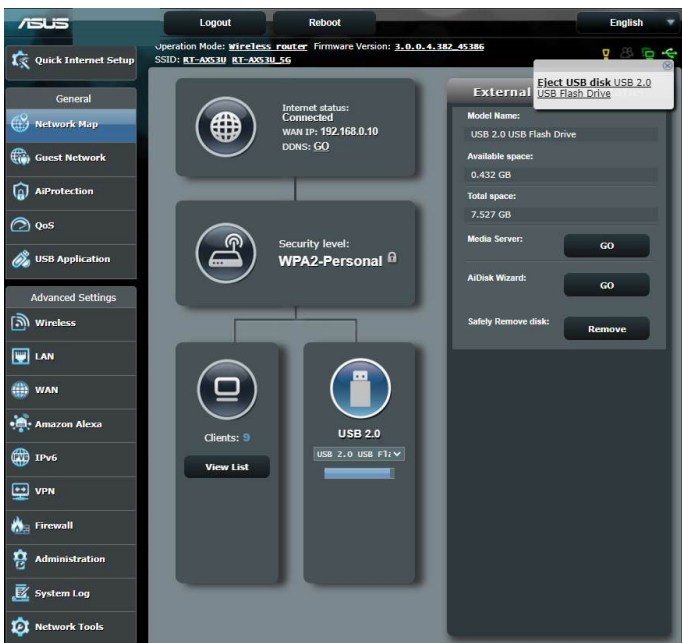 ASUS
Logout
Reboot
English
Operation Mode: Wireless router Firmware Version: 3.0.0.4.382_45386
SSID: RT-AX53U RT-AX53U_5G
Quick Internet Setup
General
Network Map
Guest Network
AiProtection
QoS
USB Application
Advanced Settings
Wireless
LAN
WAN
Amazon Alexa
IPv6
VPN
Firewall
Administration
System Log
Network Tools
Internet status:
Connected
WAN IP: 192.168.0.10
DDNS: GO
Security level:
WPA2-Personal
Clients: 9
View List
USB 2.0
USB 2.0 USB Fl
Eject USB disk USB 2.0
USB Flash Drive
External
Model Name:
USB 2.0 USB Flash Drive
Available space:
0.432 GB
Total space:
7.527 GB
Media Server:
GO
AiDisk Wizard:
GO
Safely Remove disk:
Remove